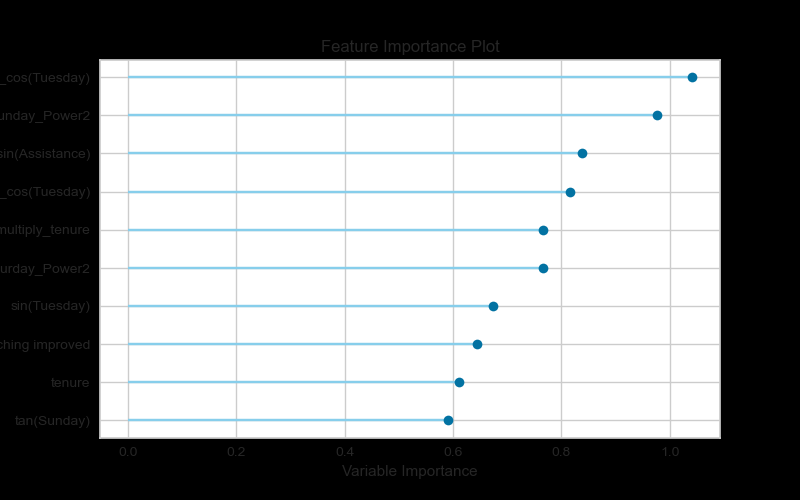 Feature Importance Plot
_cos(Tuesday)
unday_Power2
sin(Assistance)
_cos(Tuesday)
multiply_tenure
urday_Power2
sin(Tuesday)
ching improved
tenure
tan(Sunday)
0.0 0.2 0.4 0.6 0.8 1.0
Variable Importance